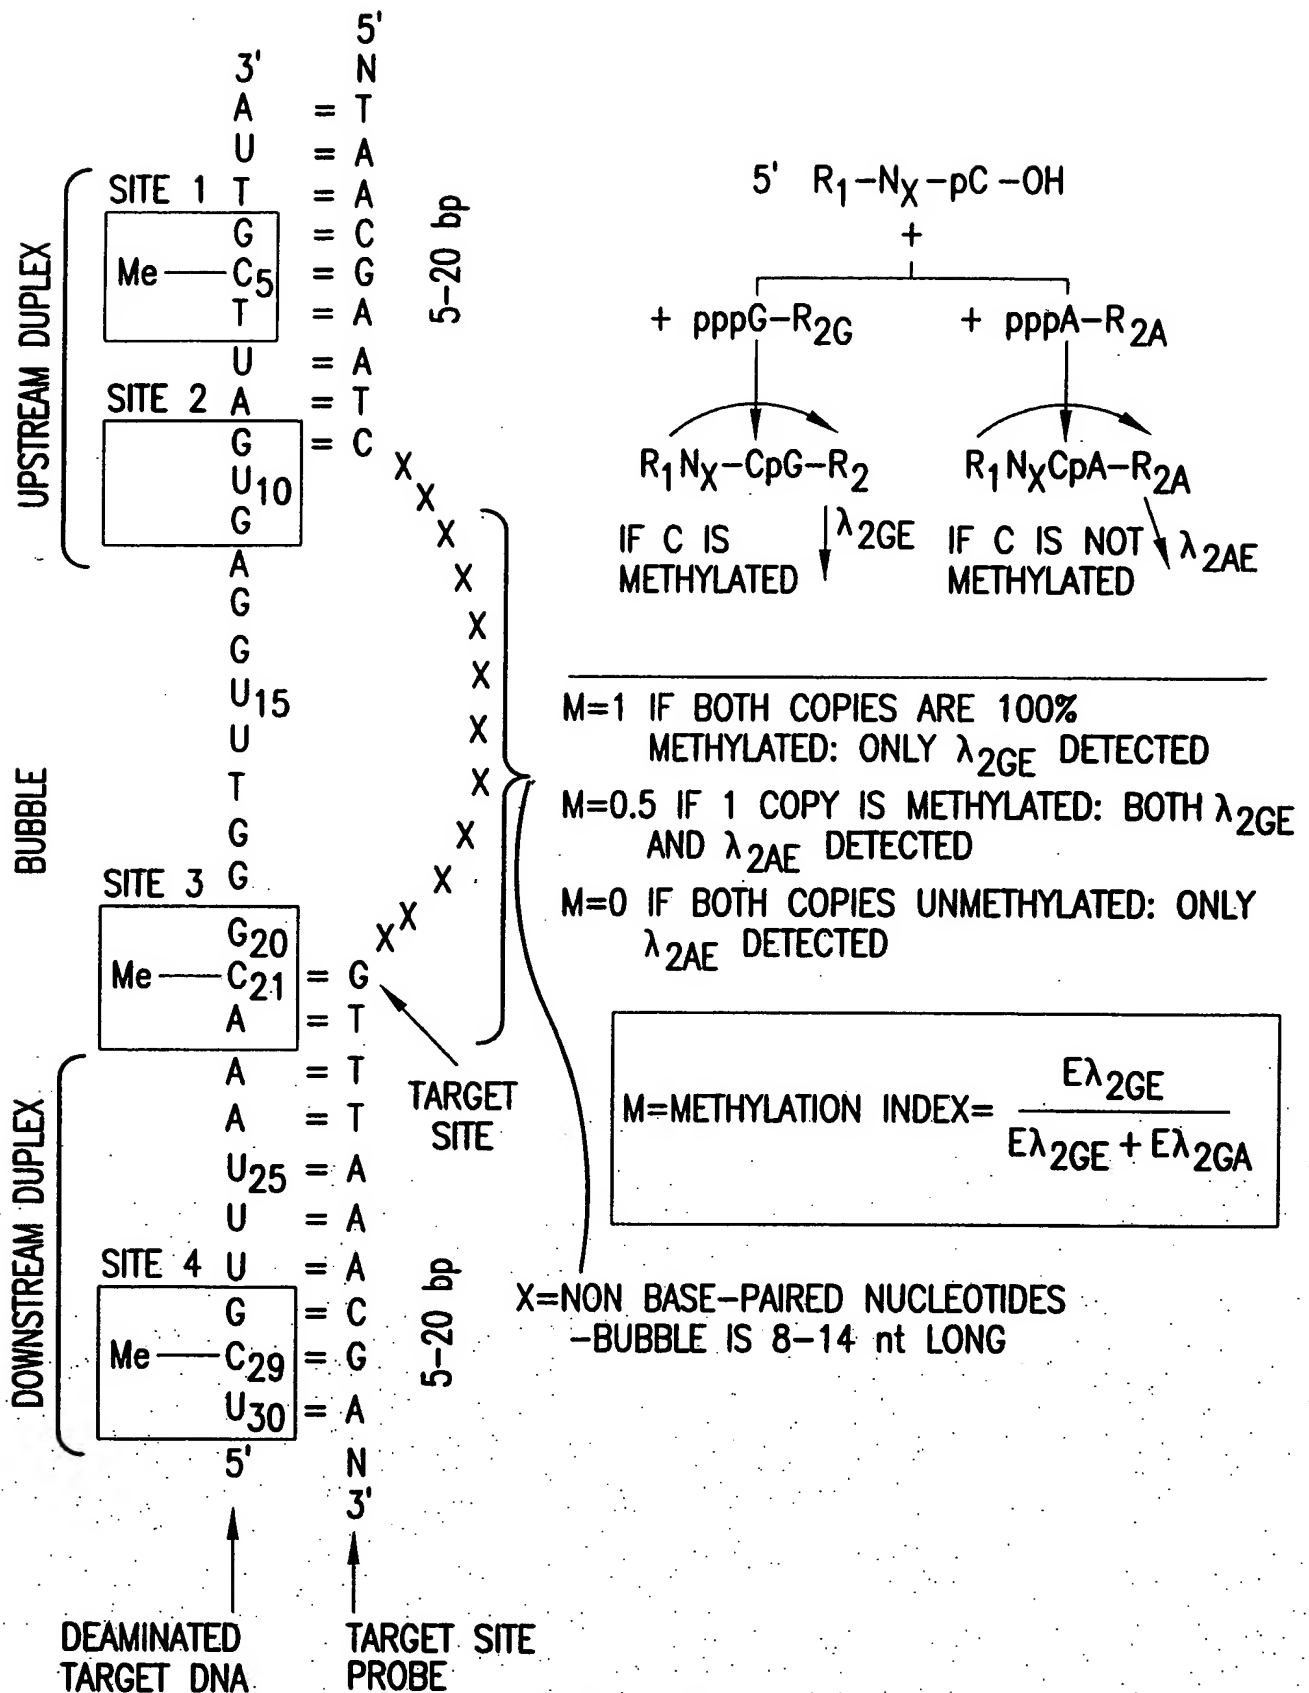 5'
3' N
A = T
U = A
SITE 1 T = A
G = C
Me—C5 = G
T = A
U = A
SITE 2 A = T
G = C
U10 X
G X
A X
G X
G X
U15 X
U X
T X
G X
SITE 3 G X
G20 X X
Me—C21 = G
A = T
A = T
A = T
U25 = A
U = A
SITE 4 U = A
G = C
Me—C29 = G
U30 = A
5' N
3'
UPSTREAM DUPLEX
BUBBLE
DOWNSTREAM DUPLEX
5–20 bp
5–20 bp
TARGET
SITE
DEAMINATED
TARGET DNA
TARGET SITE
PROBE
5' R1–NX–pC–OH
+
+ pppG–R2G + pppA–R2A
R1NX–CpG–R2 R1NXCpA–R2A
IF C IS
METHYLATED
λ2GE
IF C IS NOT
METHYLATED
λ2AE
M=1 IF BOTH COPIES ARE 100%
METHYLATED: ONLY λ2GE DETECTED
M=0.5 IF 1 COPY IS METHYLATED: BOTH λ2GE
AND λ2AE DETECTED
M=0 IF BOTH COPIES UNMETHYLATED: ONLY
λ2AE DETECTED
M=METHYLATION INDEX= Eλ2GE
Eλ2GE + Eλ2GA
X=NON BASE–PAIRED NUCLEOTIDES
–BUBBLE IS 8–14 nt LONG